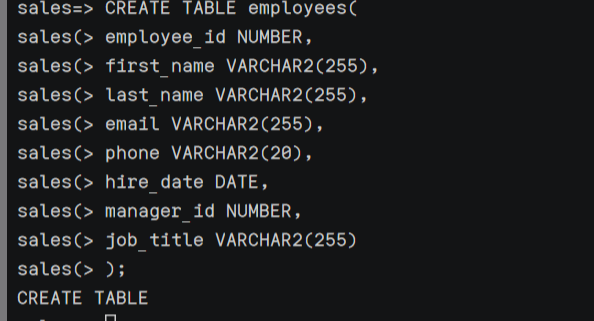 sales=> CREATE TABLE employees(
sales(> employee_id NUMBER,
sales(> first_name VARCHAR2(255),
sales(> last_name VARCHAR2(255),
sales(> email VARCHAR2(255),
sales(> phone VARCHAR2(20),
sales(> hire_date DATE,
sales(> manager_id NUMBER,
sales(> job_title VARCHAR2(255)
sales(> );
CREATE TABLE